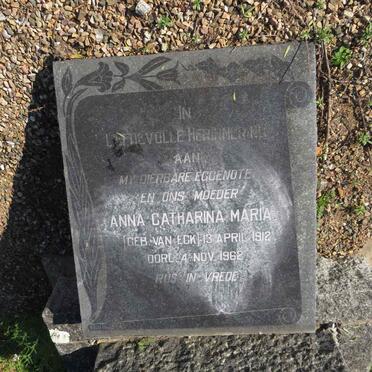 IN
LIEFDEVOLLE HERINNERING
AAN
MY DIERBARE EGGENOTE
EN ONS MOEDER
ANNA CATHARINA MARIA
(GEB. VAN ECK) 13 APRIL 1912
OORL. 4 NOV. 1962
RUS IN VREDE